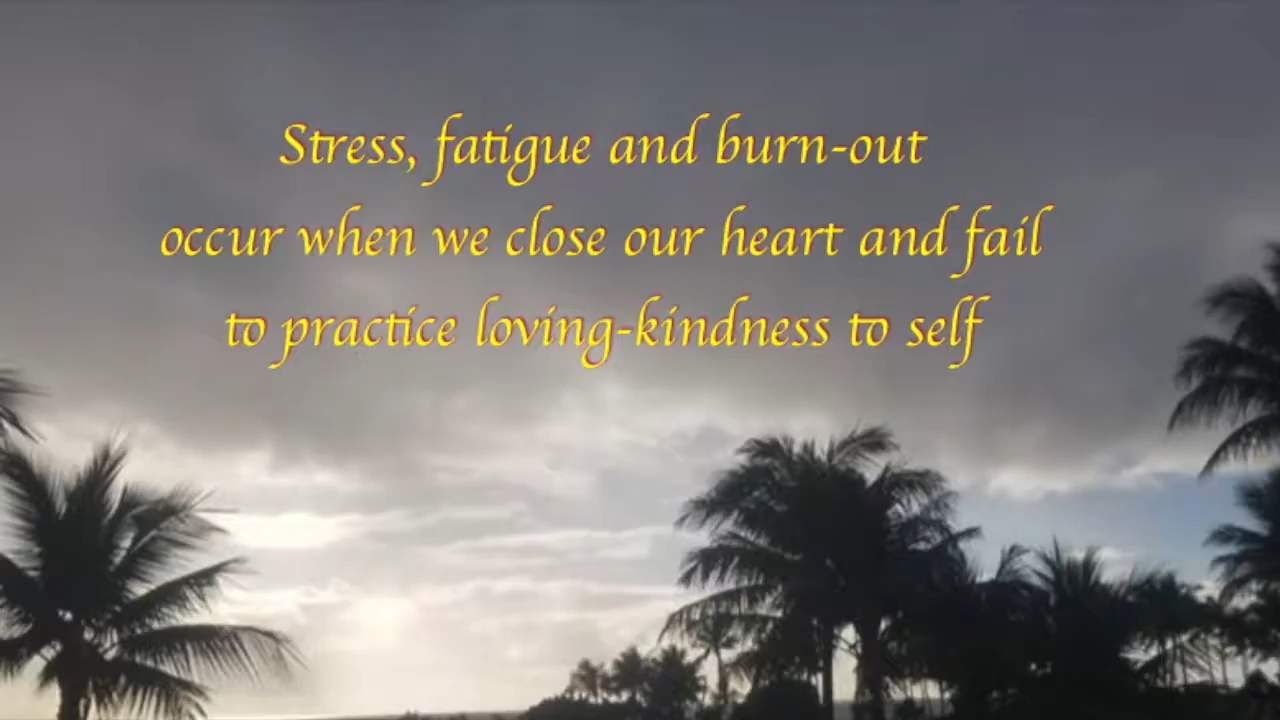 Stress, fatigue and burn-out
occur when we close our heart and fail
to practice loving-kindness to self